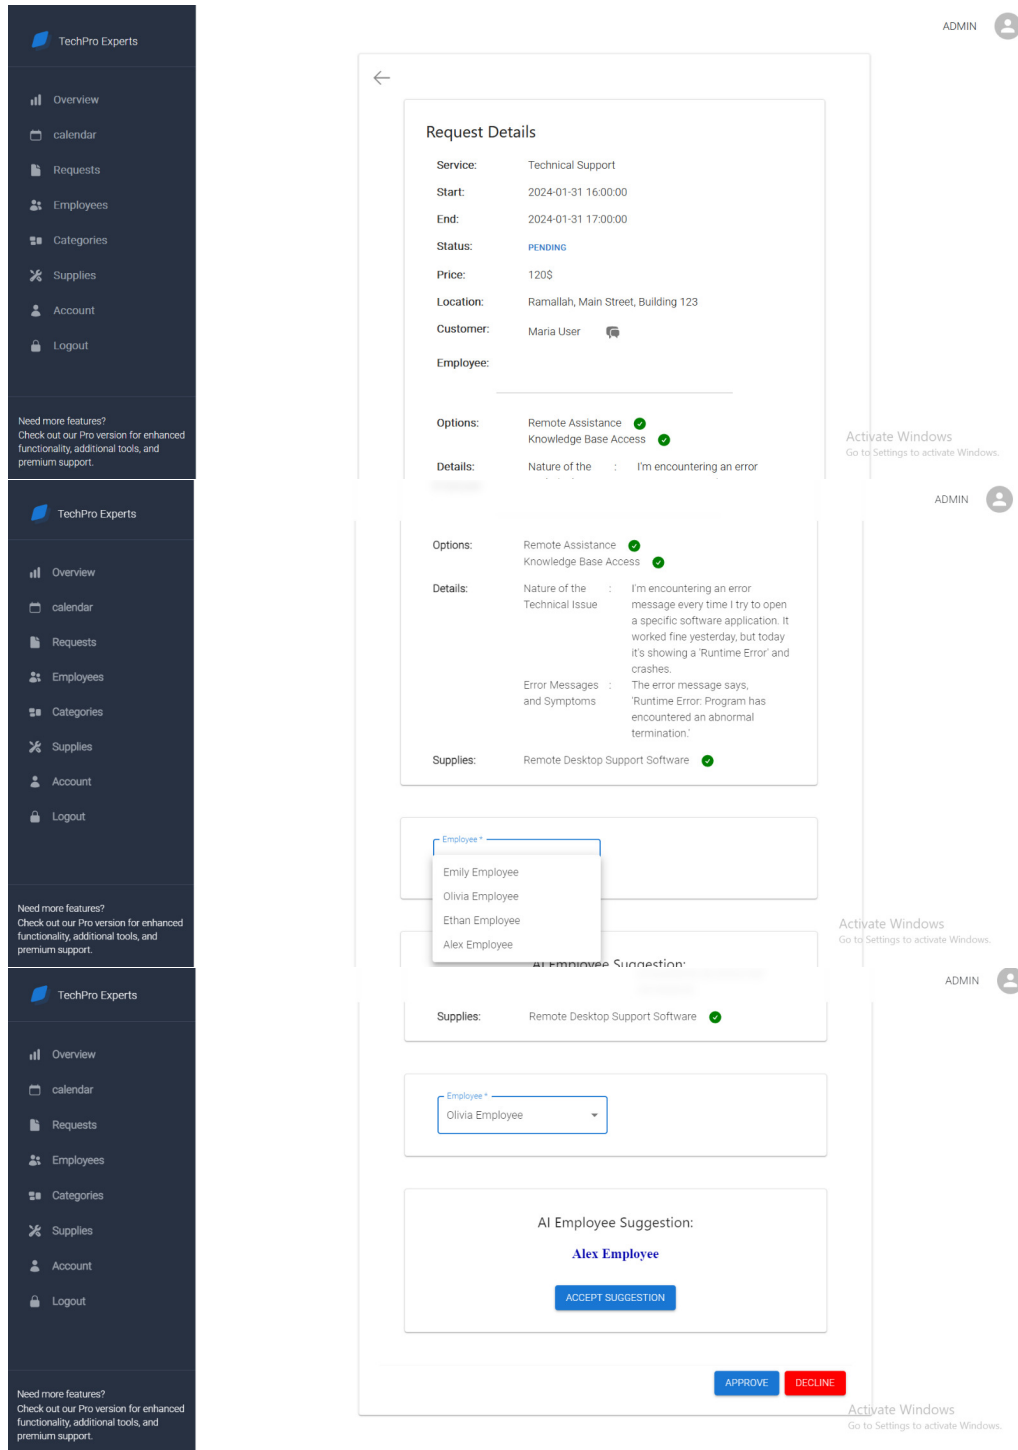 TechPro Experts
Overview
calendar
Requests
Employees
Categories
Supplies
Account
Logout
Need more features?
Check out our Pro version for enhanced
functionality, additional tools, and
premium support.
ADMIN
Request Details
Service: Technical Support
Start: 2024-01-31 16:00:00
End: 2024-01-31 17:00:00
Status: PENDING
Price: 120$
Location: Ramallah, Main Street, Building 123
Customer: Maria User
Employee:
Options: Remote Assistance
Knowledge Base Access
Details: Nature of the : I'm encountering an error
Activate Windows
Go to Settings to activate Windows.
TechPro Experts
Overview
calendar
Requests
Employees
Categories
Supplies
Account
Logout
Need more features?
Check out our Pro version for enhanced
functionality, additional tools, and
premium support.
ADMIN
Options: Remote Assistance
Knowledge Base Access
Details: Nature of the : I'm encountering an error
Technical Issue message every time I try to open
a specific software application. It
worked fine yesterday, but today
it's showing a 'Runtime Error' and
crashes.
Error Messages : The error message says,
and Symptoms 'Runtime Error: Program has
encountered an abnormal
termination.'
Supplies: Remote Desktop Support Software
Employee *
Emily Employee
Olivia Employee
Ethan Employee
Alex Employee
AI Employee Suggestion:
Activate Windows
Go to Settings to activate Windows.
TechPro Experts
Overview
calendar
Requests
Employees
Categories
Supplies
Account
Logout
Need more features?
Check out our Pro version for enhanced
functionality, additional tools, and
premium support.
ADMIN
Supplies: Remote Desktop Support Software
Employee *
Olivia Employee
AI Employee Suggestion:
Alex Employee
ACCEPT SUGGESTION
APPROVE DECLINE
Activate Windows
Go to Settings to activate Windows.